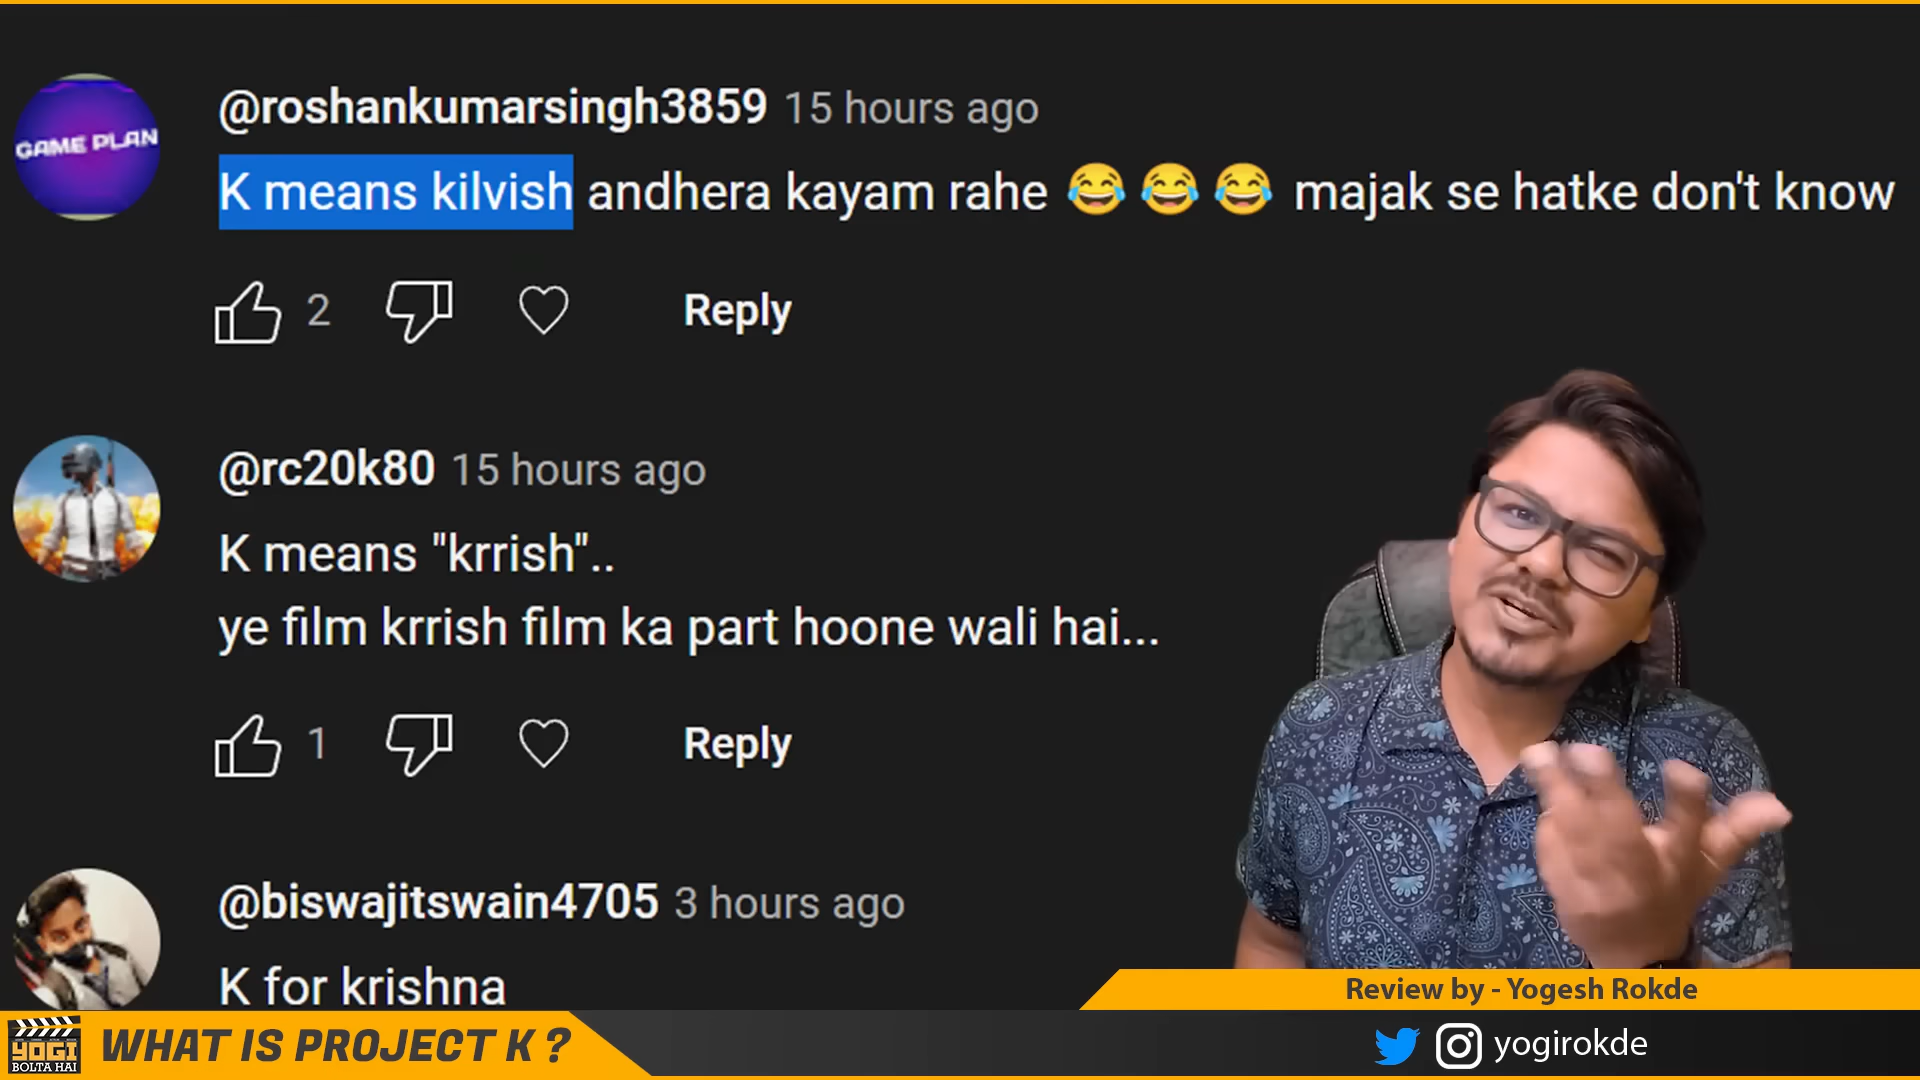 GAME PLAN
@roshankumarsingh3859 15 hours ago
K means kilvish andhera kayam rahe 😂 😂 😂 majak se hatke don't know
2 Reply
@rc20k80 15 hours ago
K means "krrish"..
ye film krrish film ka part hoone wali hai...
1 Reply
@biswajitswain4705 3 hours ago
K for krishna
Review by - Yogesh Rokde
YOGI
BOLTA HAI
WHAT IS PROJECT K ?
yogirokde